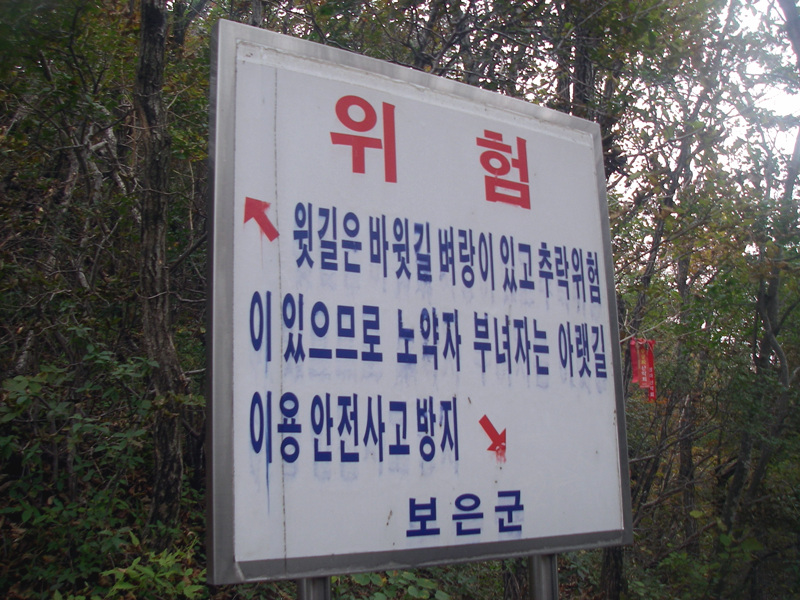 위 험
윗길은 바윗길 벼랑이 있고 추락위험
이 있으므로 노약자 부녀자는 아랫길
이용 안전사고 방지
보은군